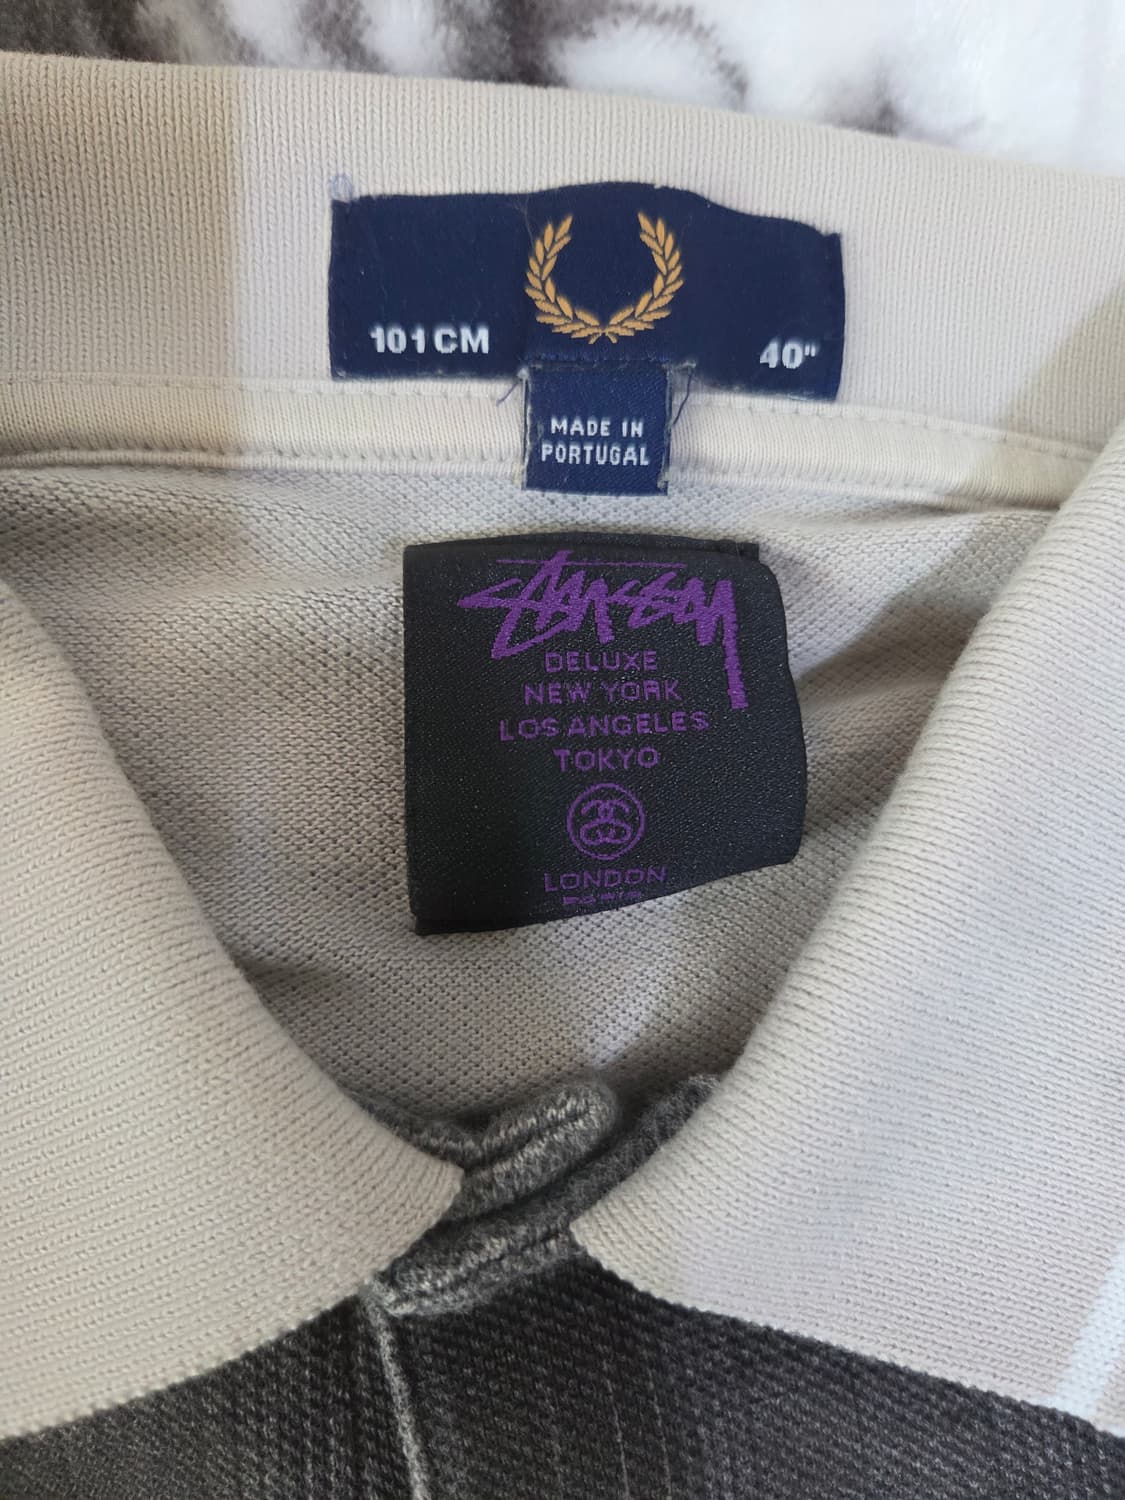 101CM
40"
MADE IN
PORTUGAL
Stussy
DELUXE
NEW YORK
LOS ANGELES
TOKYO
LONDON